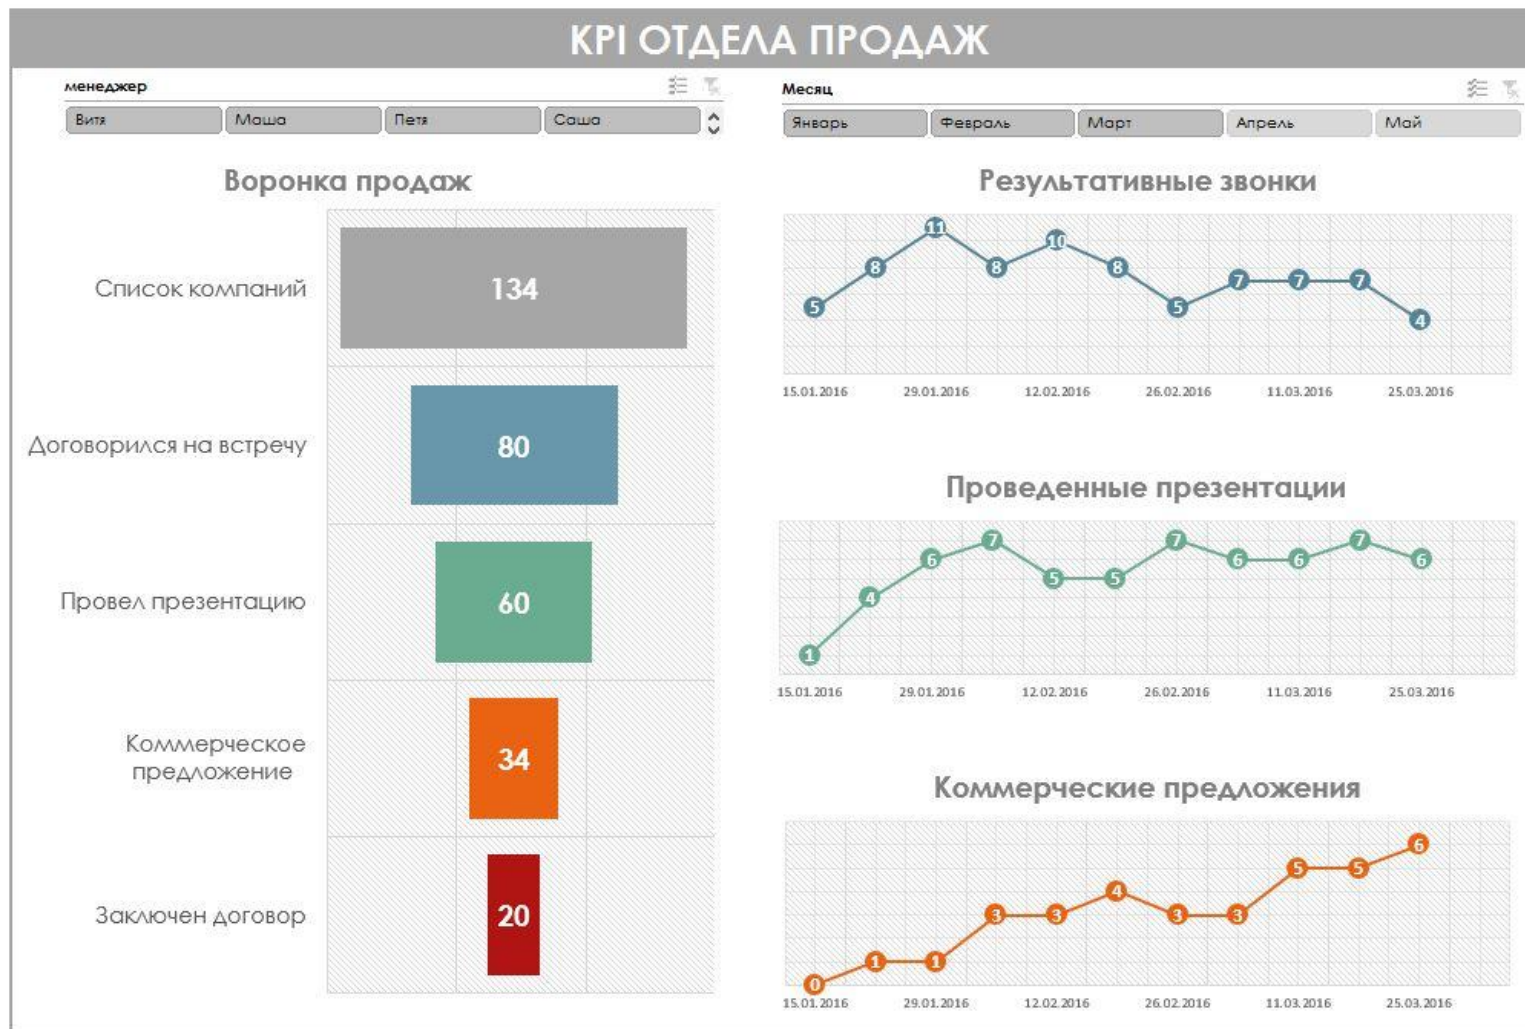 KPI ОТДЕЛА ПРОДАЖ
менеджер
Витя Маша Петя Саша
Месяц
Январь Февраль Март Апрель Май
Воронка продаж
Список компаний 134
Договорился на встречу 80
Провел презентацию 60
Коммерческое
предложение 34
Заключен договор 20
Результативные звонки
5 8 11 8 10 8 5 7 7 7 4
15.01.2016 29.01.2016 12.02.2016 26.02.2016 11.03.2016 25.03.2016
Проведенные презентации
1 4 6 7 5 5 7 6 6 7 6
15.01.2016 29.01.2016 12.02.2016 26.02.2016 11.03.2016 25.03.2016
Коммерческие предложения
0 1 1 3 3 4 3 3 5 5 6
15.01.2016 29.01.2016 12.02.2016 26.02.2016 11.03.2016 25.03.2016